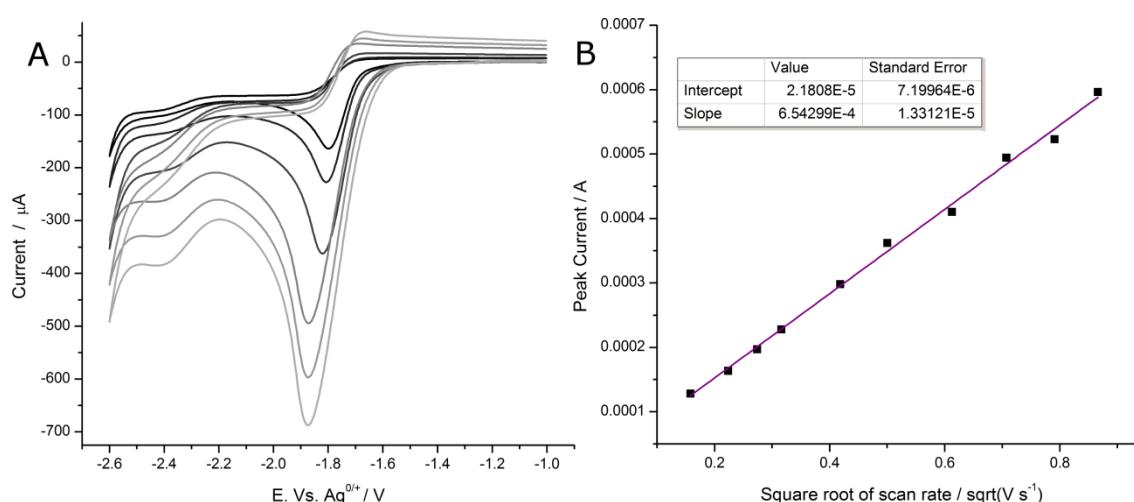 A
0
-100
-200
-300
-400
-500
-600
-700
Current / μA
-2.6 -2.4 -2.2 -2.0 -1.8 -1.6 -1.4 -1.2 -1.0
E. Vs. Ag⁰ᐟ⁺ / V
B
0.0007
0.0006
0.0005
0.0004
0.0003
0.0002
0.0001
Peak Current / A
Value Standard Error
Intercept 2.1808E-5 7.19964E-6
Slope 6.54299E-4 1.33121E-5
0.2 0.4 0.6 0.8
Square root of scan rate / sqrt(V s⁻¹)